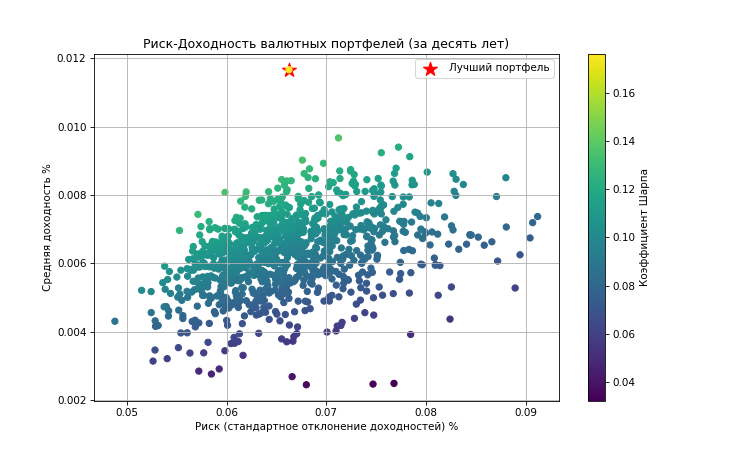 Риск-Доходность валютных портфелей (за десять лет)
Лучший портфель
0.012
0.010
0.008
0.006
0.004
0.002
Средняя доходность %
0.05 0.06 0.07 0.08 0.09
Риск (стандартное отклонение доходностей) %
0.16
0.14
0.12
0.10
0.08
0.06
0.04
Коэффициент Шарпа